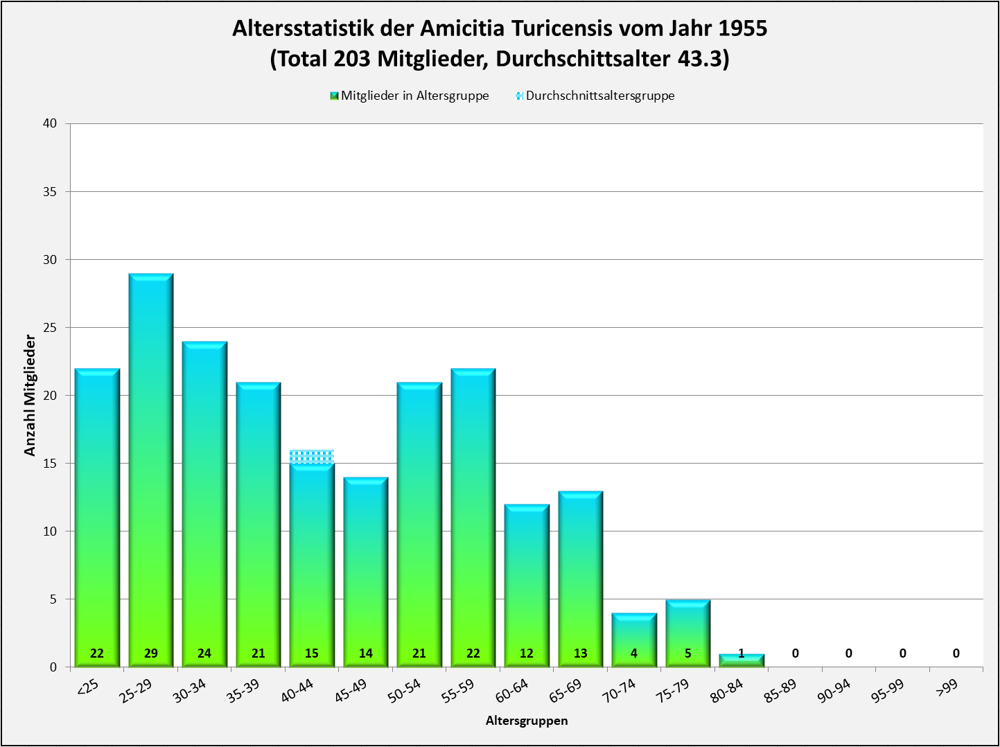 Altersstatistik der Amicitia Turicensis vom Jahr 1955
(Total 203 Mitglieder, Durchschittsalter 43.3)
Mitglieder in Altersgruppe Durchschnittsaltersgruppe
40
35
30
25
20
15
10
5
0
Anzahl Mitglieder
22 29 24 21 15 14 21 22 12 13 4 5 1 0 0 0 0
<25 25-29 30-34 35-39 40-44 45-49 50-54 55-59 60-64 65-69 70-74 75-79 80-84 85-89 90-94 95-99 >99
Altersgruppen